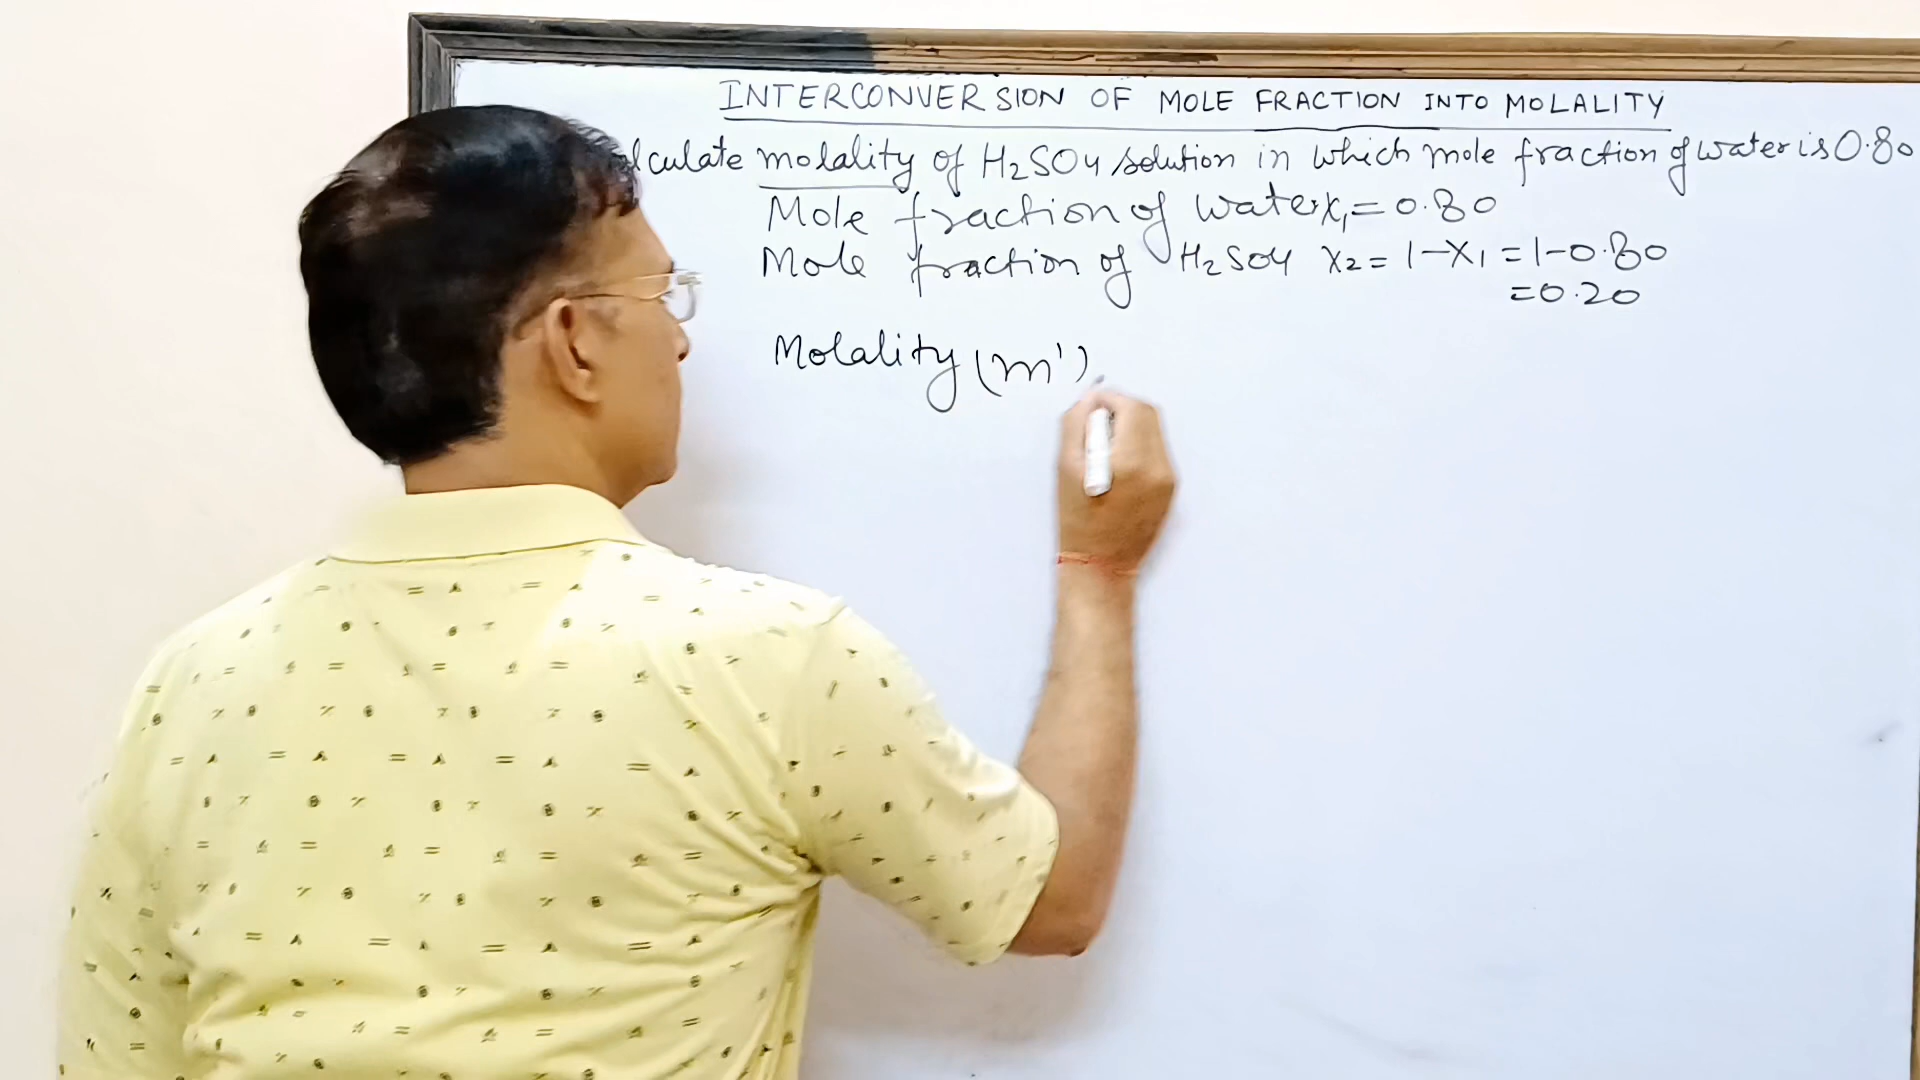 INTERCONVERSION OF MOLE FRACTION INTO MOLALITY
molality of H2SO4 solution in which mole fraction of water is 0.80
Mole fraction of water x1 = 0.80
Mole fraction of H2SO4 x2 = 1-x1 = 1-0.80
=0.20
Molality (m')